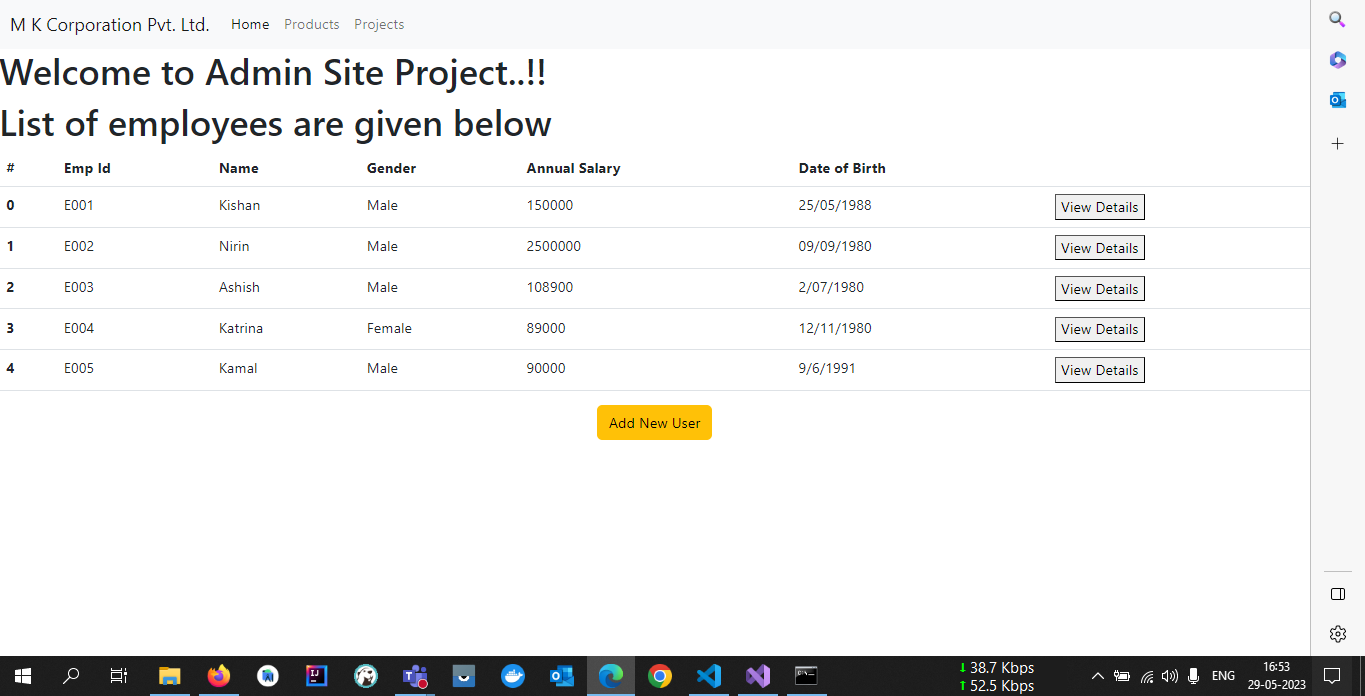 M K Corporation Pvt. Ltd. Home Products Projects
Welcome to Admin Site Project..!!
List of employees are given below
# Emp Id Name Gender Annual Salary Date of Birth
0 E001 Kishan Male 150000 25/05/1988 View Details
1 E002 Nirin Male 2500000 09/09/1980 View Details
2 E003 Ashish Male 108900 2/07/1980 View Details
3 E004 Katrina Female 89000 12/11/1980 View Details
4 E005 Kamal Male 90000 9/6/1991 View Details
Add New User
38.7 Kbps
52.5 Kbps
ENG
16:53
29-05-2023